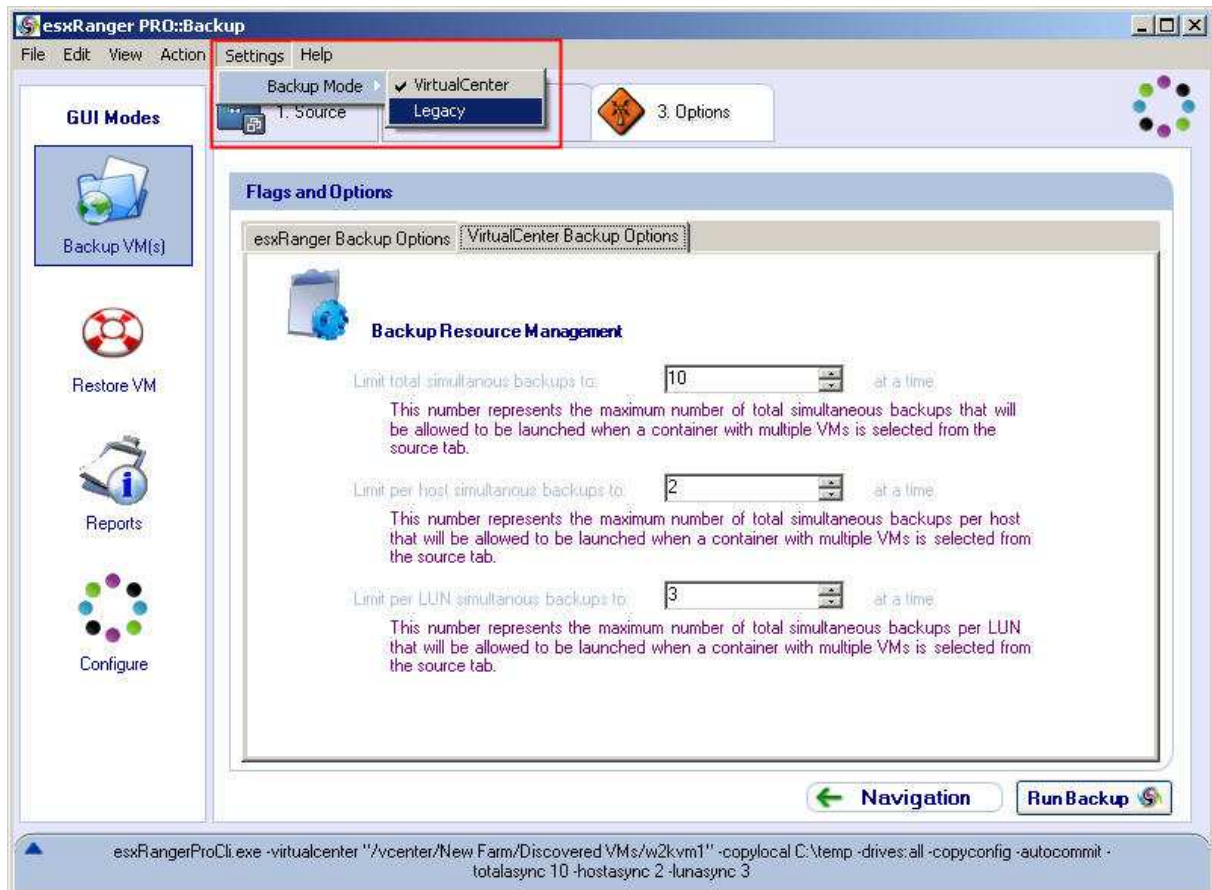 esxRanger PRO::Backup
File Edit View Action Settings Help
Backup Mode
VirtualCenter
Legacy
1. Source
3. Options
GUI Modes
Backup VM(s)
Restore VM
Reports
Configure
Flags and Options
esxRanger Backup Options
VirtualCenter Backup Options
Backup Resource Management
Limit total simultanous backups to: 10 at a time
This number represents the maximum number of total simultaneous backups that will
be allowed to be launched when a container with multiple VMs is selected from the
source tab.
Limit per host simultanous backups to: 2 at a time
This number represents the maximum number of total simultaneous backups per host
that will be allowed to be launched when a container with multiple VMs is selected from
the source tab.
Limit per LUN simultanous backups to: 3 at a time
This number represents the maximum number of total simultaneous backups per LUN
that will be allowed to be launched when a container with multiple VMs is selected from
the source tab.
Navigation
Run Backup
esxRangerProCli.exe -virtualcenter "/vcenter/New Farm/Discovered VMs/w2kvm1" -copylocal C:\temp -drives:all -copyconfig -autocommit -
totalasync 10 -hostasync 2 -lunasync 3